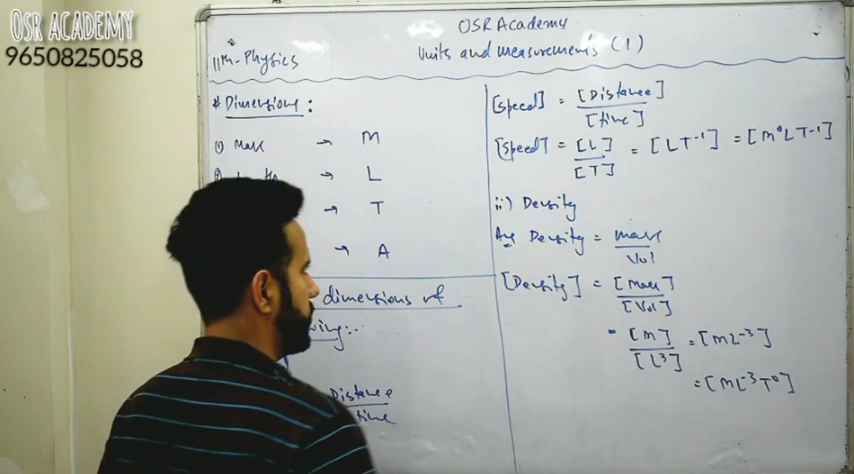 OSR ACADEMY
9650825058
OSR Academy
11th-Physics
Units and measurements (1)
# Dimensions:
① Mass → M
→ L
→ T
→ A
dimensions of
Distance
time
[Speed] = [Distance]
[time]
[Speed] = [L] = [LT⁻¹] = [M⁰LT⁻¹]
[T]
ii) Density
Ans Density = mass
Vol
[Density] = [Mass]
[Vol]
= [M] = [ML⁻³]
[L³]
= [ML⁻³T⁰]